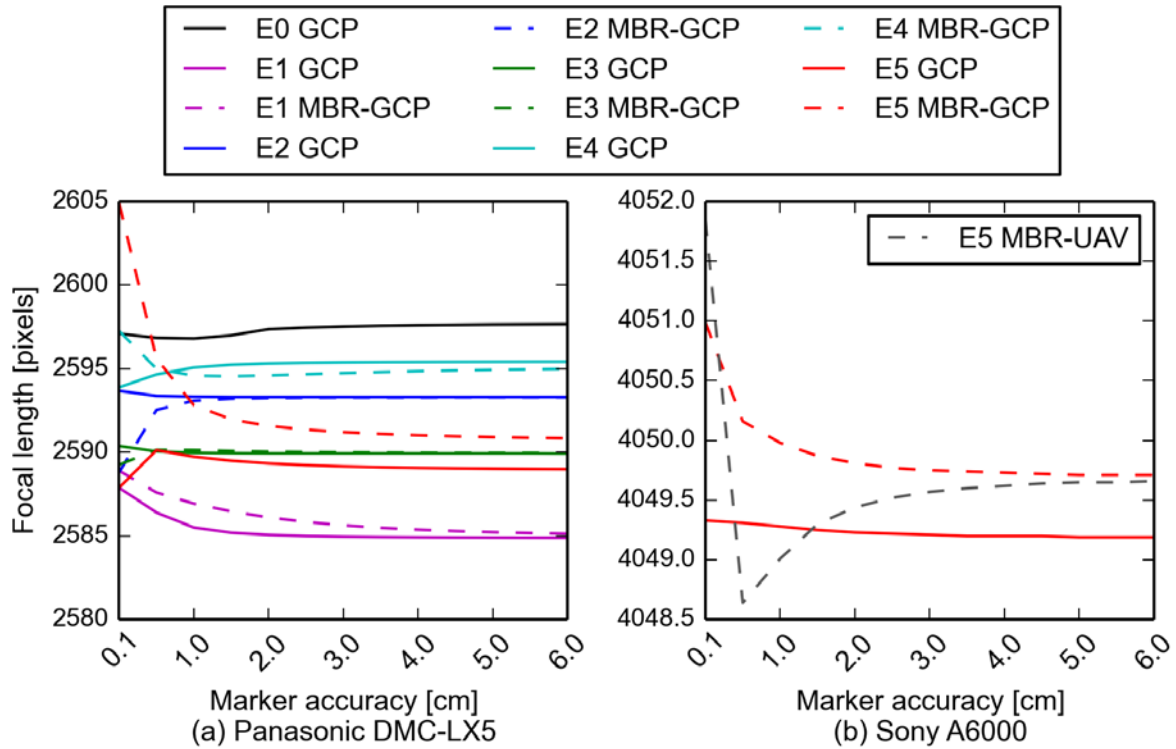 E0 GCP
E1 GCP
E1 MBR-GCP
E2 GCP
E2 MBR-GCP
E3 GCP
E3 MBR-GCP
E4 GCP
E4 MBR-GCP
E5 GCP
E5 MBR-GCP
Focal length [pixels]
2605
2600
2595
2590
2585
2580
0.1
1.0
2.0
3.0
4.0
5.0
6.0
Marker accuracy [cm]
(a) Panasonic DMC-LX5
E5 MBR-UAV
4052.0
4051.5
4051.0
4050.5
4050.0
4049.5
4049.0
4048.5
0.1
1.0
2.0
3.0
4.0
5.0
6.0
Marker accuracy [cm]
(b) Sony A6000